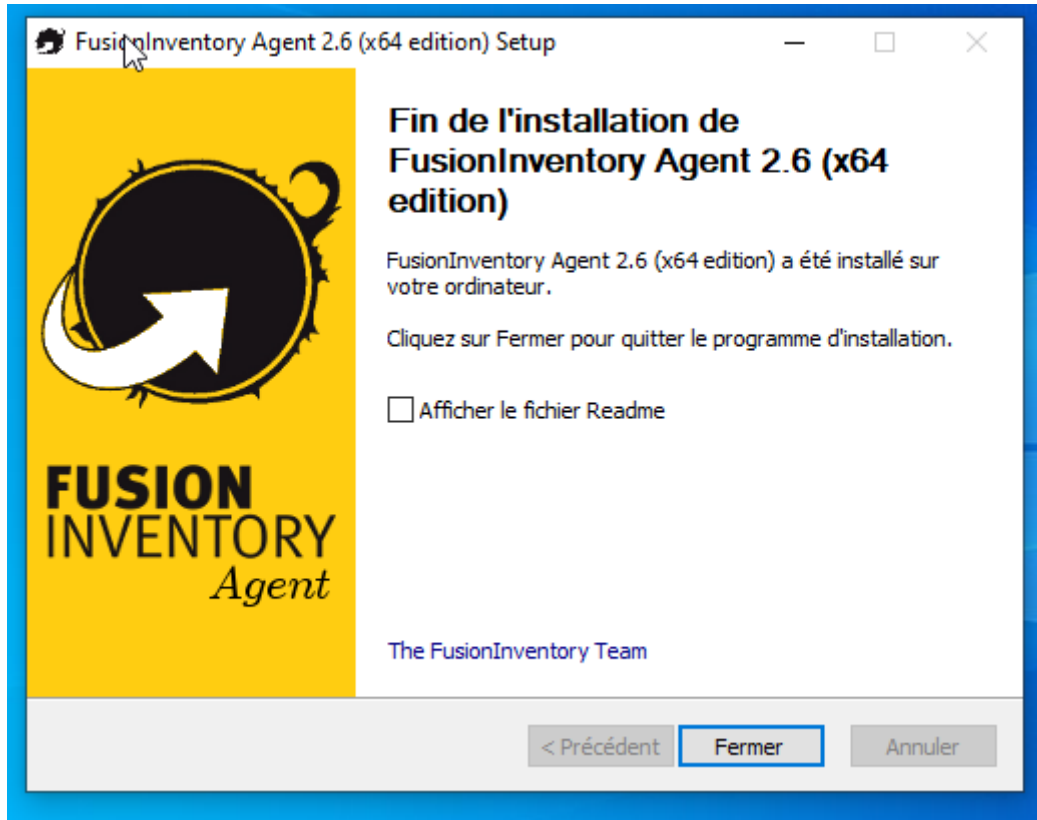 FusionInventory Agent 2.6 (x64 edition) Setup
Fin de l'installation de
FusionInventory Agent 2.6 (x64
edition)
FusionInventory Agent 2.6 (x64 edition) a été installé sur
votre ordinateur.
Cliquez sur Fermer pour quitter le programme d'installation.
Afficher le fichier Readme
FUSION
INVENTORY
Agent
The FusionInventory Team
< Précédent
Fermer
Annuler